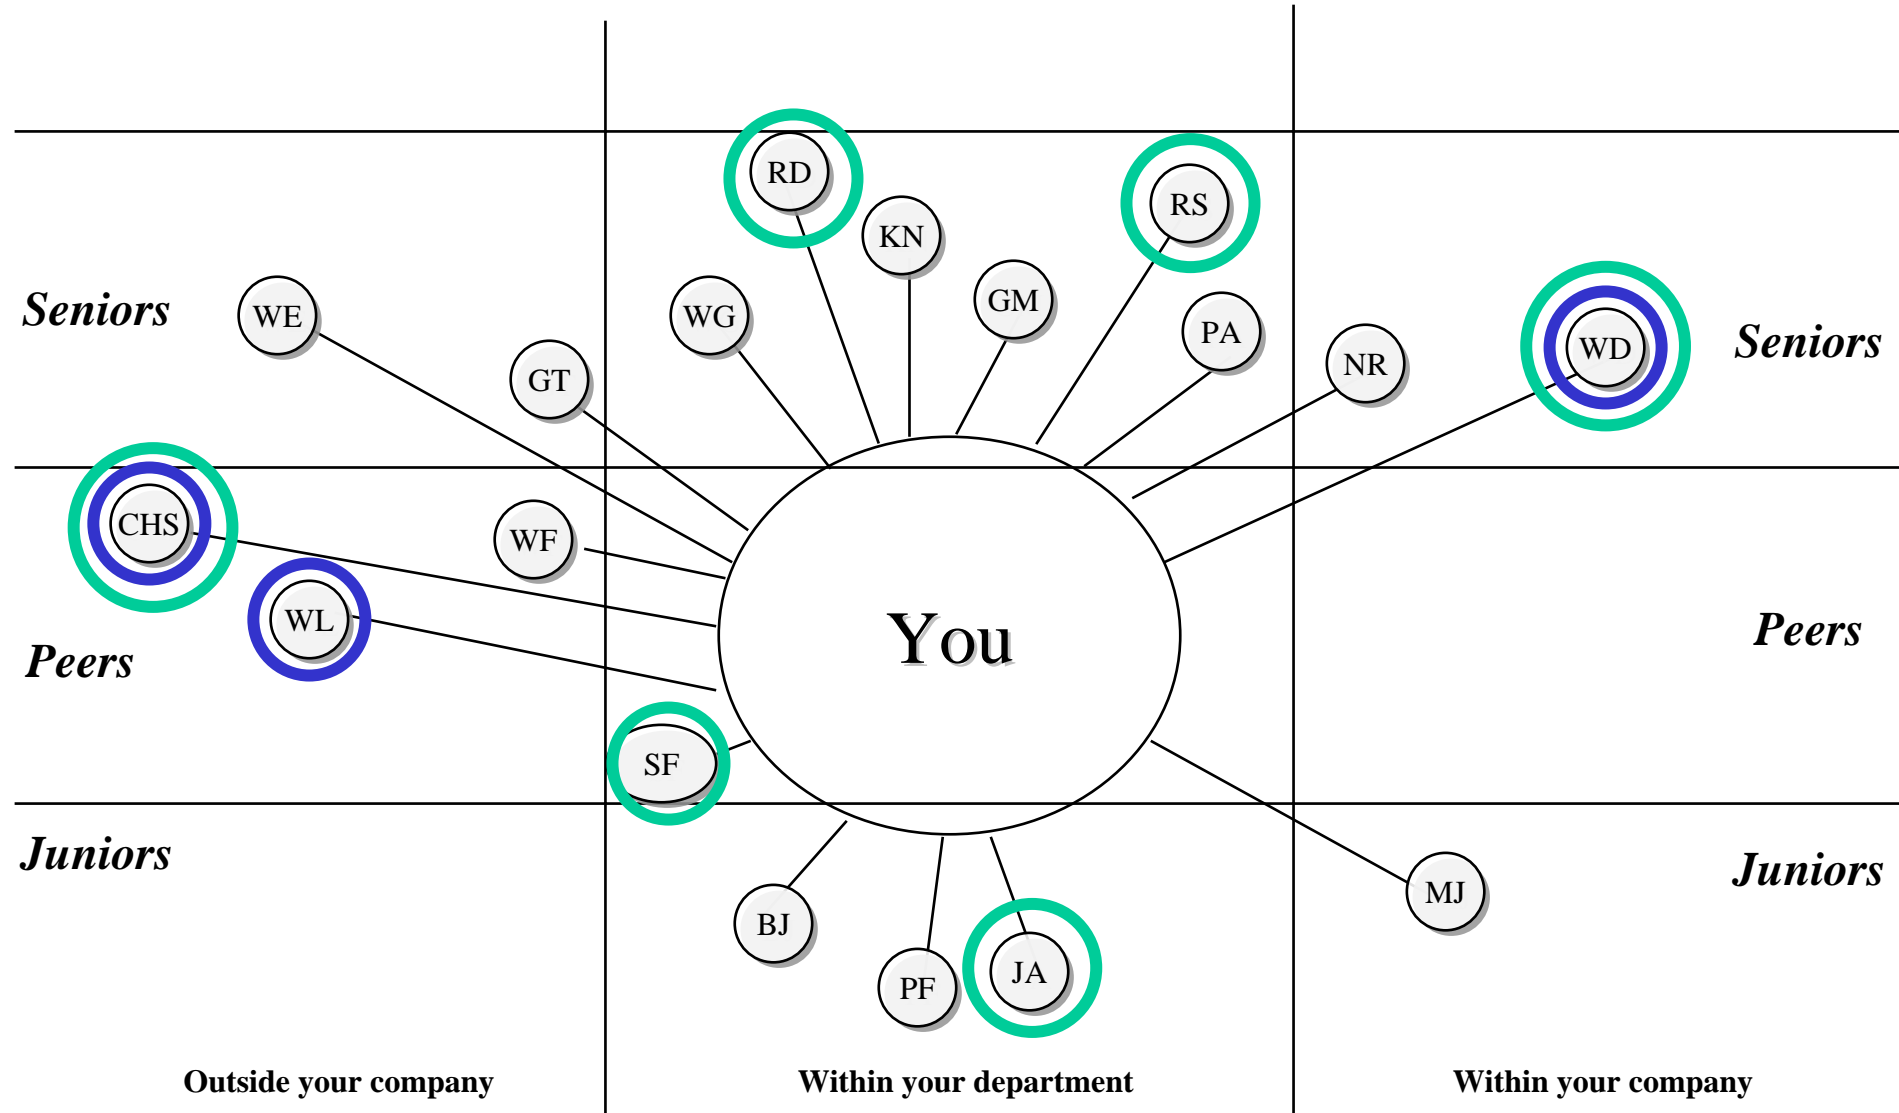 RD
RS
KN
GM
WE
WG
PA
Seniors
Seniors
WD
NR
GT
CHS
WF
WL
You
Peers
Peers
SF
Juniors
Juniors
MJ
BJ
JA
PF
Outside your company
Within your department
Within your company